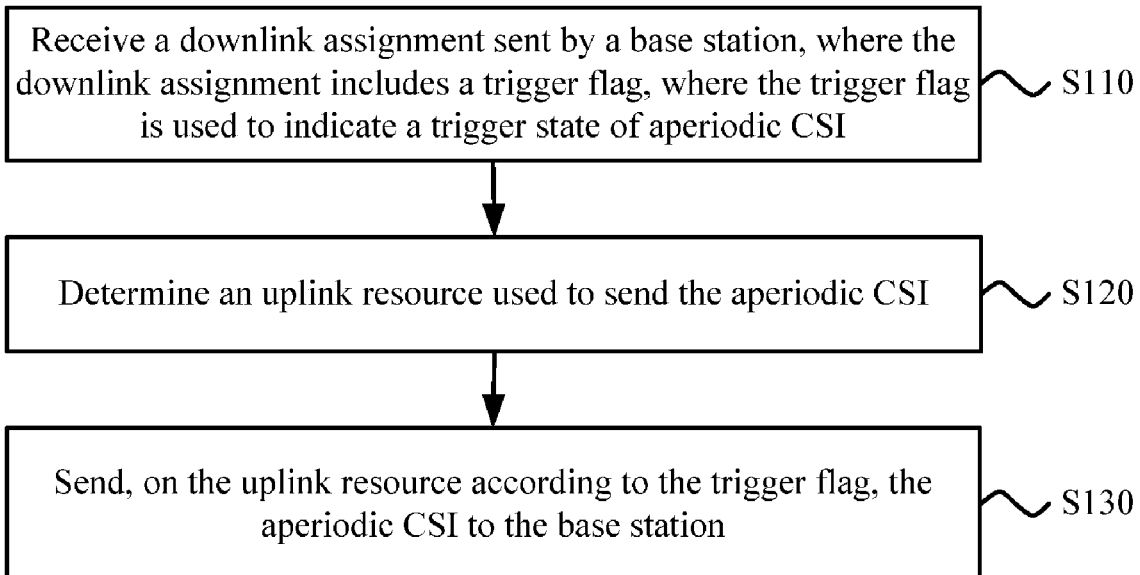 Receive a downlink assignment sent by a base station, where the
downlink assignment includes a trigger flag, where the trigger flag
is used to indicate a trigger state of aperiodic CSI
S110
Determine an uplink resource used to send the aperiodic CSI
S120
Send, on the uplink resource according to the trigger flag, the
aperiodic CSI to the base station
S130